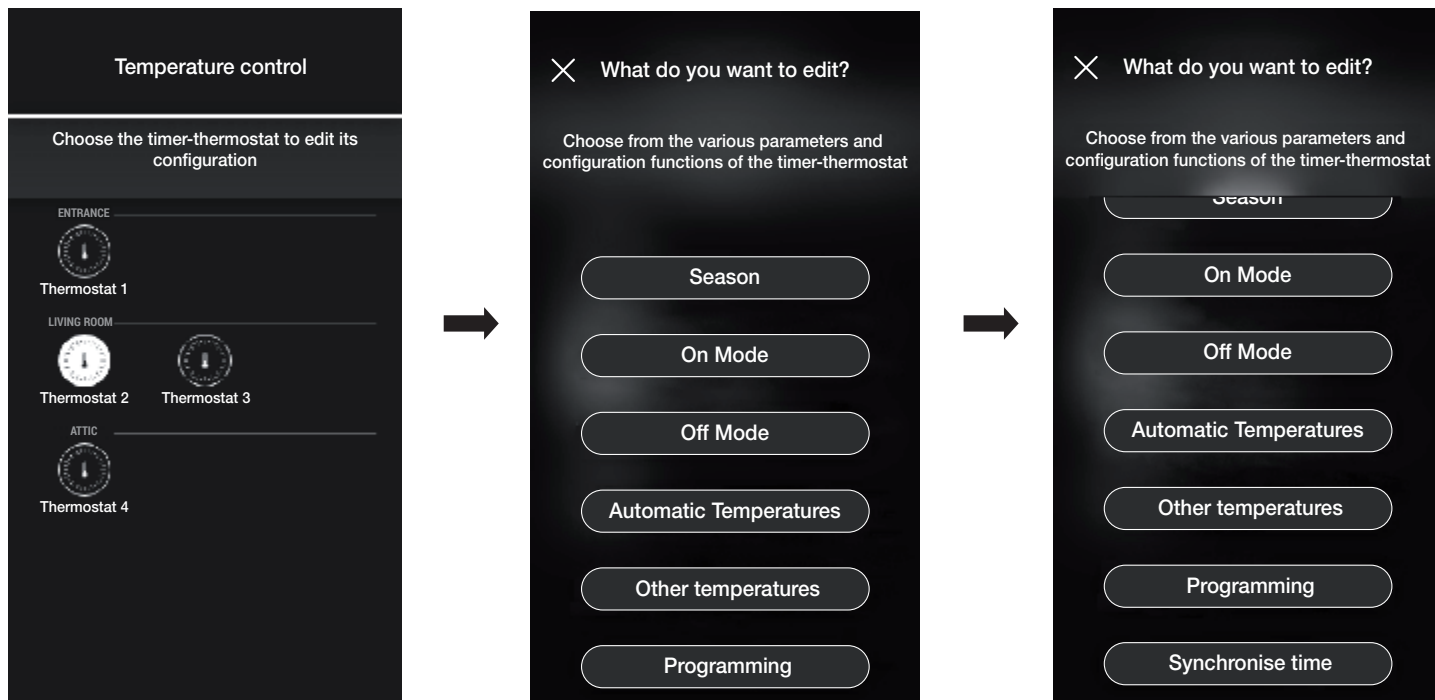 Temperature control
Choose the timer-thermostat to edit its
configuration
ENTRANCE
Thermostat 1
LIVING ROOM
Thermostat 2
Thermostat 3
ATTIC
Thermostat 4
What do you want to edit?
Choose from the various parameters and
configuration functions of the timer-thermostat
Season
On Mode
Off Mode
Automatic Temperatures
Other temperatures
Programming
What do you want to edit?
Choose from the various parameters and
configuration functions of the timer-thermostat
Season
On Mode
Off Mode
Automatic Temperatures
Other temperatures
Programming
Synchronise time